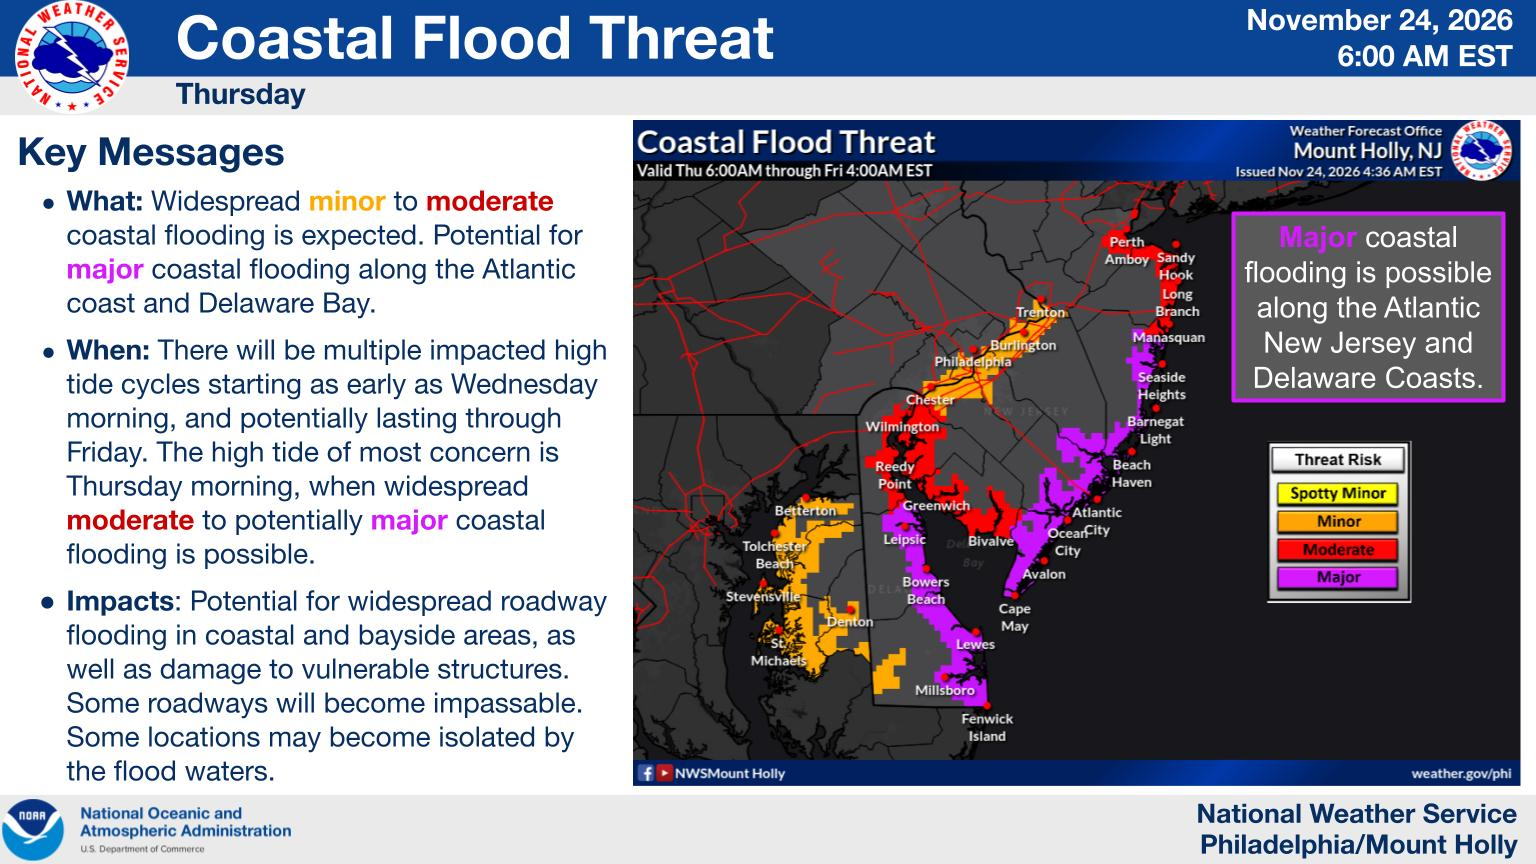 NATIONAL WEATHER SERVICE
Coastal Flood Threat
November 24, 2026
6:00 AM EST
Thursday
Key Messages
• What: Widespread minor to moderate
coastal flooding is expected. Potential for
major coastal flooding along the Atlantic
coast and Delaware Bay.
• When: There will be multiple impacted high
tide cycles starting as early as Wednesday
morning, and potentially lasting through
Friday. The high tide of most concern is
Thursday morning, when widespread
moderate to potentially major coastal
flooding is possible.
• Impacts: Potential for widespread roadway
flooding in coastal and bayside areas, as
well as damage to vulnerable structures.
Some roadways will become impassable.
Some locations may become isolated by
the flood waters.
Coastal Flood Threat
Valid Thu 6:00AM through Fri 4:00AM EST
Weather Forecast Office
Mount Holly, NJ
Issued Nov 24, 2026 4:36 AM EST
Major coastal
flooding is possible
along the Atlantic
New Jersey and
Delaware Coasts.
Threat Risk
Spotty Minor
Minor
Moderate
Major
Perth
Amboy
Sandy
Hook
Long
Branch
Trenton
Manasquan
Burlington
Philadelphia
Seaside
Heights
Chester
NEW JERSEY
Barnegat
Light
Wilmington
Beach
Haven
Reedy
Point
Greenwich
Betterton
Atlantic
City
Ocean
City
Leipsic
Bivalve
Delaware
Bay
Tolchester
Beach
Avalon
Bowers
Beach
DELAWARE
Stevensville
Cape
May
Denton
Lewes
St.
Michaels
Millsboro
Fenwick
Island
NWSMount Holly
weather.gov/phi
NOAA
National Oceanic and
Atmospheric Administration
U.S. Department of Commerce
National Weather Service
Philadelphia/Mount Holly